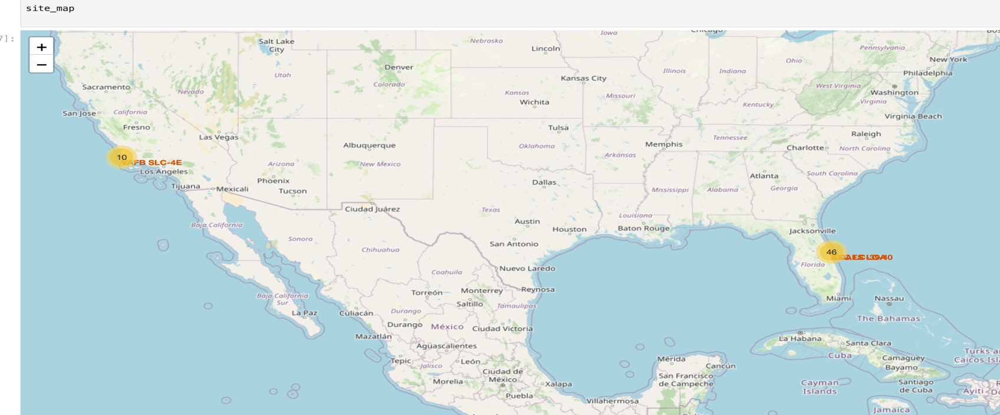 site_map
7]:
+
−
Salt Lake
City
Nebraska
Lincoln
Iowa
Chicago
Pennsylvania
New York
Ohio
Philadelphia
Denver
Utah
Colorado
Kansas City
Illinois
Indiana
West Virginia
Washington
Sacramento
Nevada
Kansas
Missouri
Wichita
Kentucky
Virginia
San Jose
California
Virginia Beach
Fresno
Las Vegas
Tulsa
Raleigh
Tennessee
Albuquerque
Oklahoma
Memphis
Charlotte
North Carolina
Arkansas
10
VAFB SLC-4E
Arizona
New Mexico
Los Angeles
Atlanta
South Carolina
Phoenix
Dallas
Tijuana
Mexicali
Tucson
Mississippi
Alabama
Georgia
Ciudad Juárez
Texas
Louisiana
Baja California
Austin
Houston
Baton Rouge
Jacksonville
Sonora
San Antonio
Chihuahua
46
Florida
Nuevo Laredo
Coahuila
Torreón
Monterrey
Reynosa
Baja California
Sur
Saltillo
Tamaulipas
Miami
Nassau
La Paz
Culiacán
Durango
The Bahamas
Durango
México
Ciudad Victoria
Mazatlán
La Habana
Santa Clara
Aguascalientes
Cuba
Camagüey
Turks
Caicos
Tepic
León
Mérida
Cancún
Bayamo
Jalisco
Ciudad de
México
San Francisco
de Campeche
Morelia
Xalapa
Cayman
Islands
Santiago
de Cuba
Ayiti
Puebla
Villahermosa
Jamaica